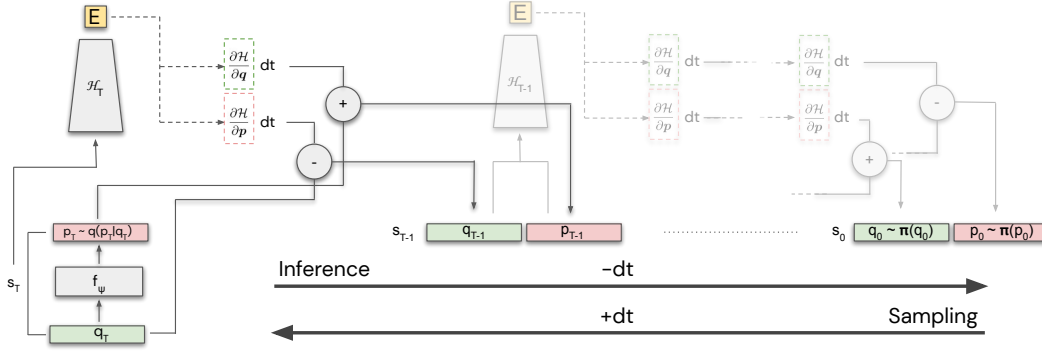 E
E
ℋ_T
∂ℋ/∂q dt
∂ℋ/∂p dt
+
-
ℋ_T-1
∂ℋ/∂q dt
∂ℋ/∂p dt
∂ℋ/∂q dt
∂ℋ/∂p dt
-
+
p_T ~ q(p_T|q_T)
s_T
f_ψ
q_T
s_T-1 q_T-1 p_T-1
s_0 q_0 ~ π(q_0) p_0 ~ π(p_0)
Inference -dt
+dt Sampling